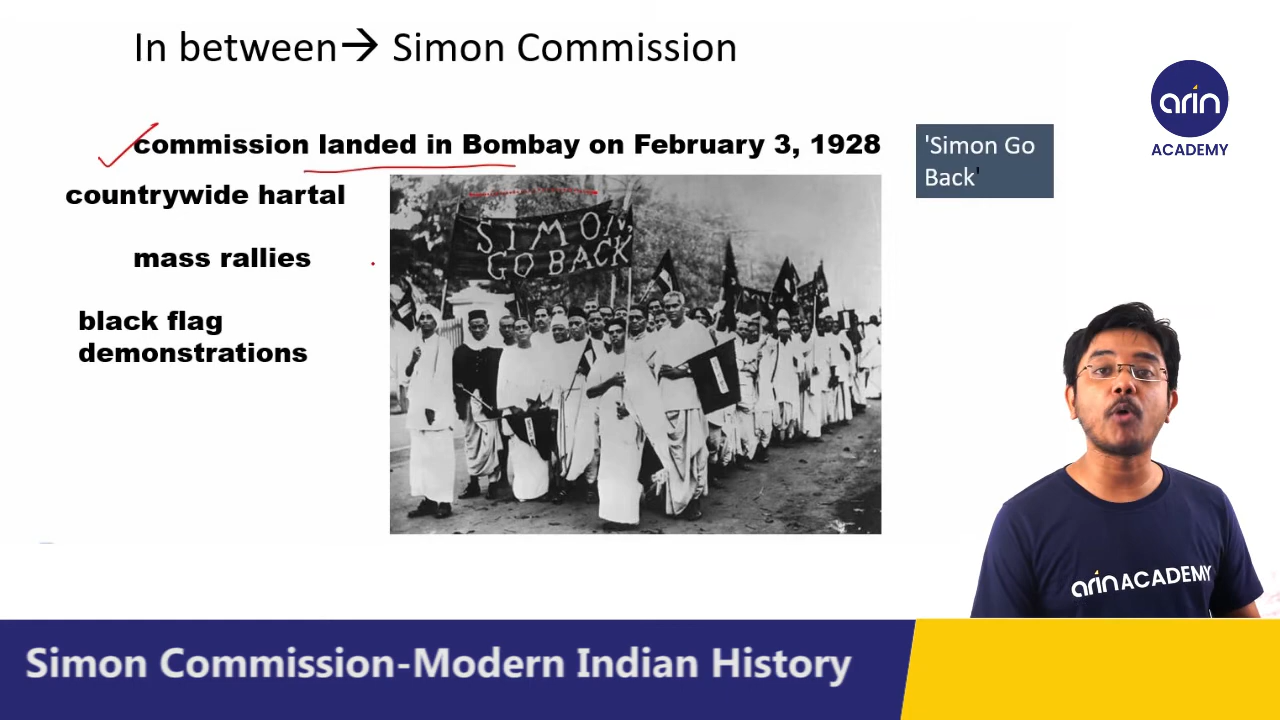 In between→ Simon Commission
arin
ACADEMY
commission landed in Bombay on February 3, 1928
'Simon Go
Back'
countrywide hartal
mass rallies
black flag
demonstrations
SIMON
GO BACK
arin ACADEMY
Simon Commission-Modern Indian History